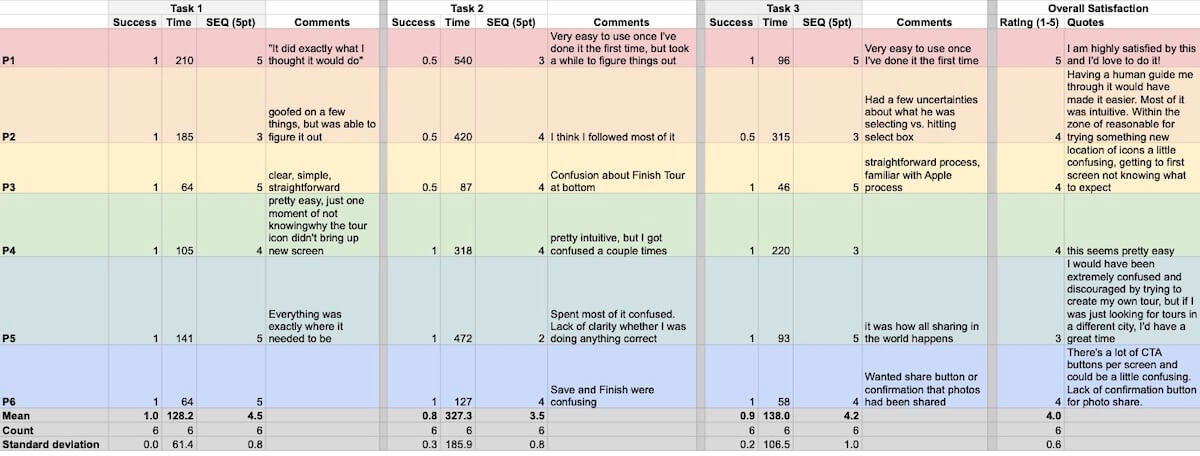 Task 1 Task 2 Task 3 Overall Satisfaction
Success Time SEQ (5pt) Comments Success Time SEQ (5pt) Comments Success Time SEQ (5pt) Comments Rating (1-5) Quotes
P1 1 210 5 "It did exactly what I
thought it would do"
0.5 540 3 Very easy to use once I've
done it the first time, but took
a while to figure things out
1 96 5 Very easy to use once
I've done it the first time
5 I am highly satisfied by this
and I'd love to do it!
P2 1 185 3 goofed on a few
things, but was able to
figure it out
0.5 420 4 I think I followed most of it
0.5 315 3 Had a few uncertainties
about what he was
selecting vs. hitting
select box
4 Having a human guide me
through it would have
made it easier. Most of it
was intuitive. Within the
zone of reasonable for
trying something new
P3 1 64 5 clear, simple,
straightforward
0.5 87 4 Confusion about Finish Tour
at bottom
1 46 5 straightforward process,
familiar with Apple
process
4 location of icons a little
confusing, getting to first
screen not knowing what
to expect
P4 1 105 4 pretty easy, just one
moment of not
knowingwhy the tour
icon didn't bring up
new screen
1 318 4 pretty intuitive, but I got
confused a couple times
1 220 3
4 this seems pretty easy
P5 1 141 5 Everything was
exactly where it
needed to be
1 472 2 Spent most of it confused.
Lack of clarity whether I was
doing anything correct
1 93 5 it was how all sharing in
the world happens
3 I would have been
extremely confused and
discouraged by trying to
create my own tour, but if I
was just looking for tours in
a different city, I'd have a
great time
P6 1 64 5
1 127 4 Save and Finish were
confusing
1 58 4 Wanted share button or
confirmation that photos
had been shared
4 There's a lot of CTA
buttons per screen and
could be a little confusing.
Lack of confirmation button
for photo share.
Mean 1.0 128.2 4.5 0.8 327.3 3.5 0.9 138.0 4.2 4.0
Count 6 6 6 6 6 6 6 6 6 6
Standard deviation 0.0 61.4 0.8 0.3 185.9 0.8 0.2 106.5 1.0 0.6